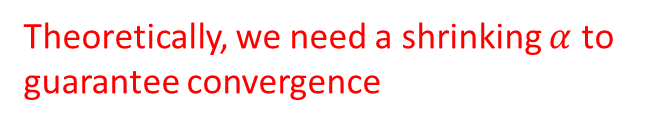 Theoretically, we need a shrinking 𝛼 to
guarantee convergence